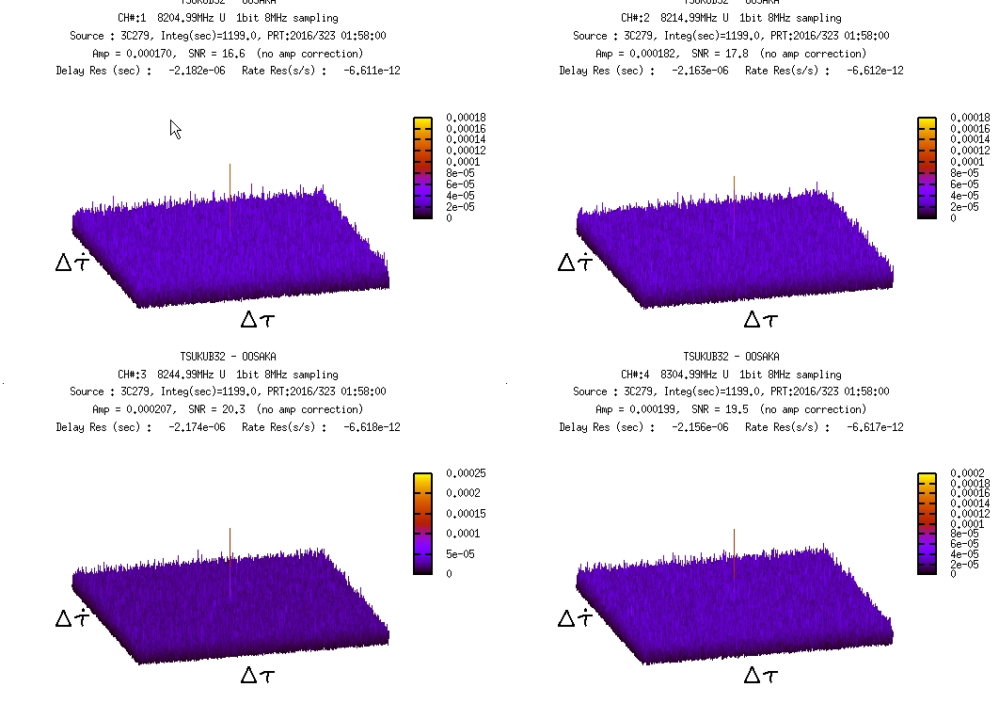 TSUKUB32 - OOSAKA
CH#:1 8204.99MHz U 1bit 8MHz sampling
Source : 3C279, Integ(sec)=1199.0, PRT:2016/323 01:58:00
Amp = 0.000170, SNR = 16.6 (no amp correction)
Delay Res (sec) : -2.182e-06 Rate Res(s/s) : -6.611e-12
0.00018
0.00016
0.00014
0.00012
0.0001
8e-05
6e-05
4e-05
2e-05
0
Δτ̇
Δτ
TSUKUB32 - OOSAKA
CH#:2 8214.99MHz U 1bit 8MHz sampling
Source : 3C279, Integ(sec)=1199.0, PRT:2016/323 01:58:00
Amp = 0.000182, SNR = 17.8 (no amp correction)
Delay Res (sec) : -2.163e-06 Rate Res(s/s) : -6.612e-12
0.00018
0.00016
0.00014
0.00012
0.0001
8e-05
6e-05
4e-05
2e-05
0
Δτ̇
Δτ
TSUKUB32 - OOSAKA
CH#:3 8244.99MHz U 1bit 8MHz sampling
Source : 3C279, Integ(sec)=1199.0, PRT:2016/323 01:58:00
Amp = 0.000207, SNR = 20.3 (no amp correction)
Delay Res (sec) : -2.174e-06 Rate Res(s/s) : -6.618e-12
0.00025
0.0002
0.00015
0.0001
5e-05
0
Δτ̇
Δτ
TSUKUB32 - OOSAKA
CH#:4 8304.99MHz U 1bit 8MHz sampling
Source : 3C279, Integ(sec)=1199.0, PRT:2016/323 01:58:00
Amp = 0.000199, SNR = 19.5 (no amp correction)
Delay Res (sec) : -2.156e-06 Rate Res(s/s) : -6.617e-12
0.0002
0.00018
0.00016
0.00014
0.00012
0.0001
8e-05
6e-05
4e-05
2e-05
0
Δτ̇
Δτ